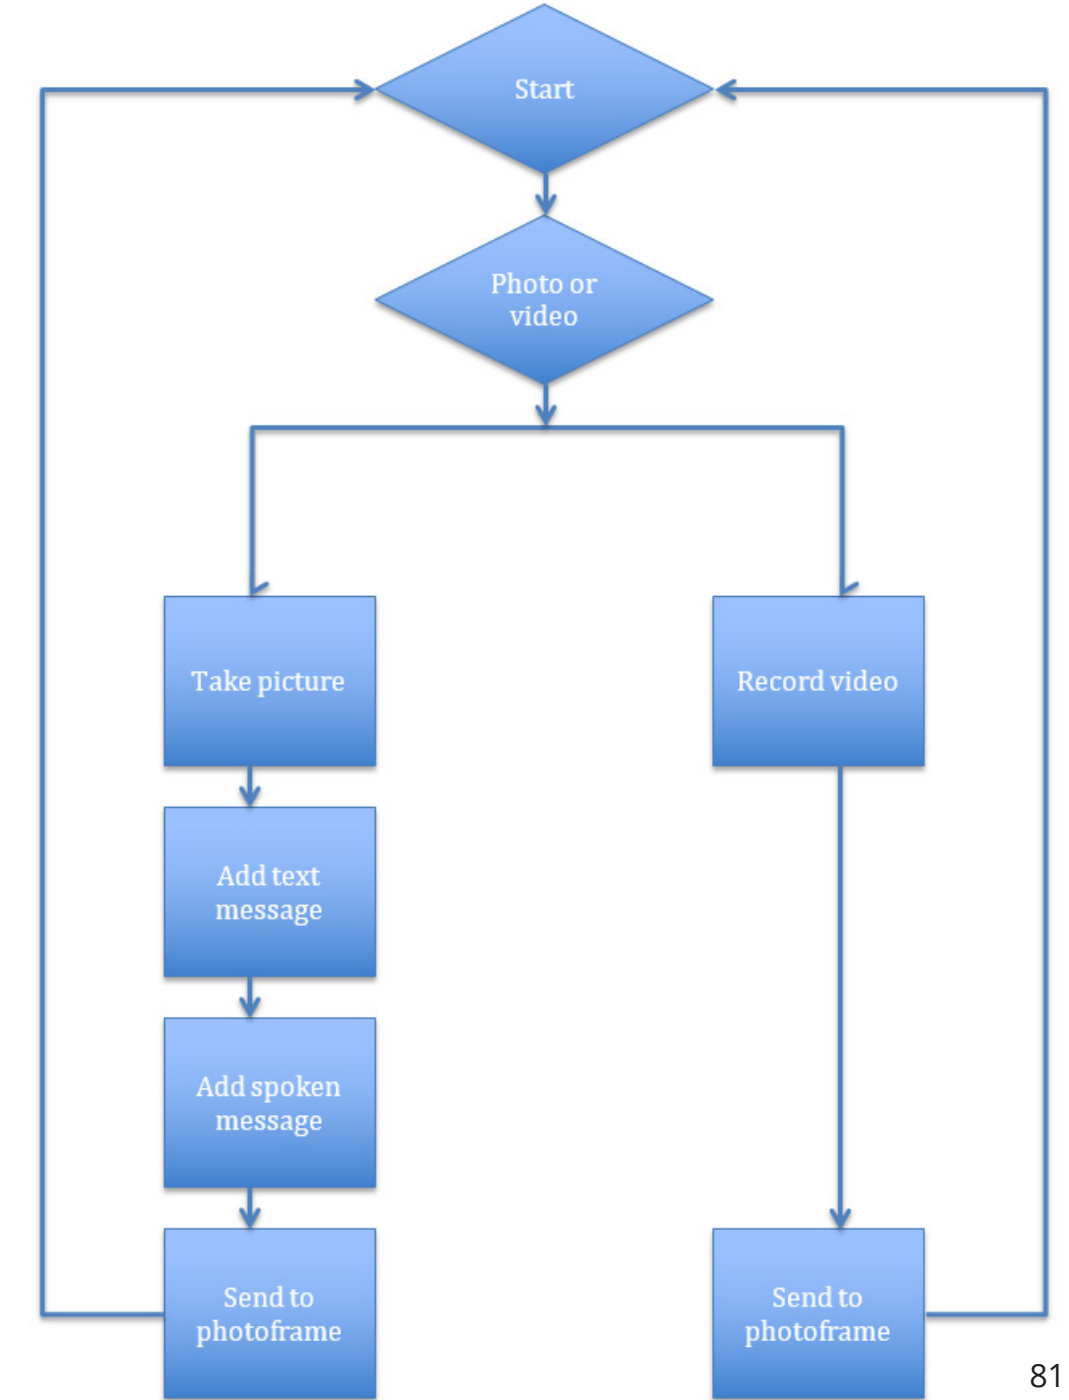 Start
Photo or
video
Take picture
Record video
Add text
message
Add spoken
message
Send to
photoframe
Send to
photoframe
81